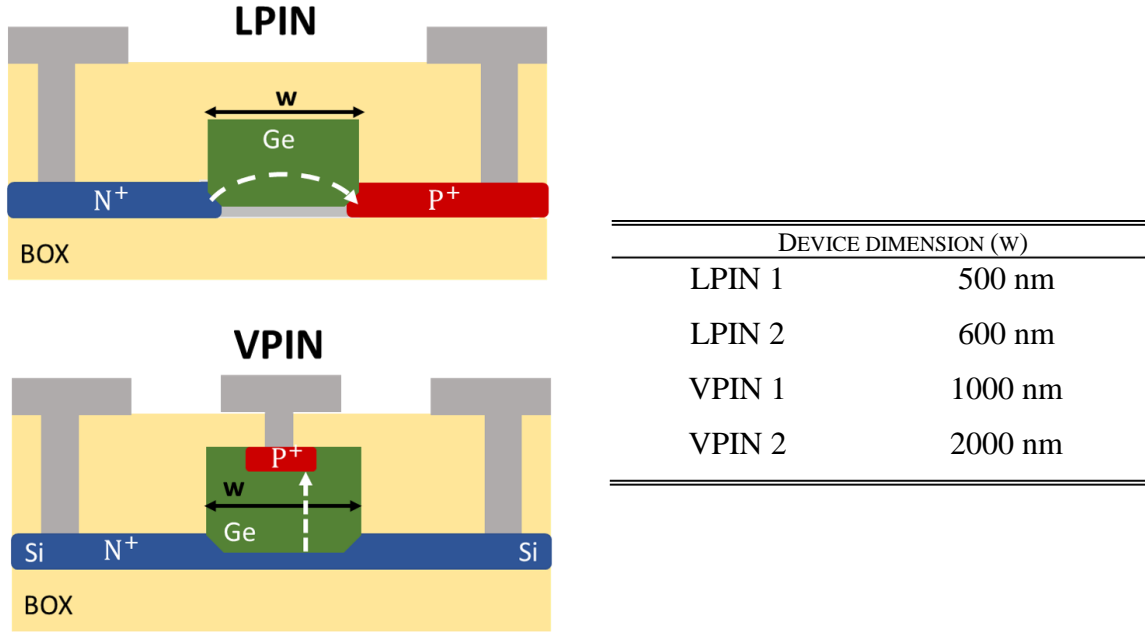 LPIN
w
Ge
N+ P+
BOX
VPIN
P+
w
Ge
Si N+ Si
BOX
DEVICE DIMENSION (W)
LPIN 1 500 nm
LPIN 2 600 nm
VPIN 1 1000 nm
VPIN 2 2000 nm